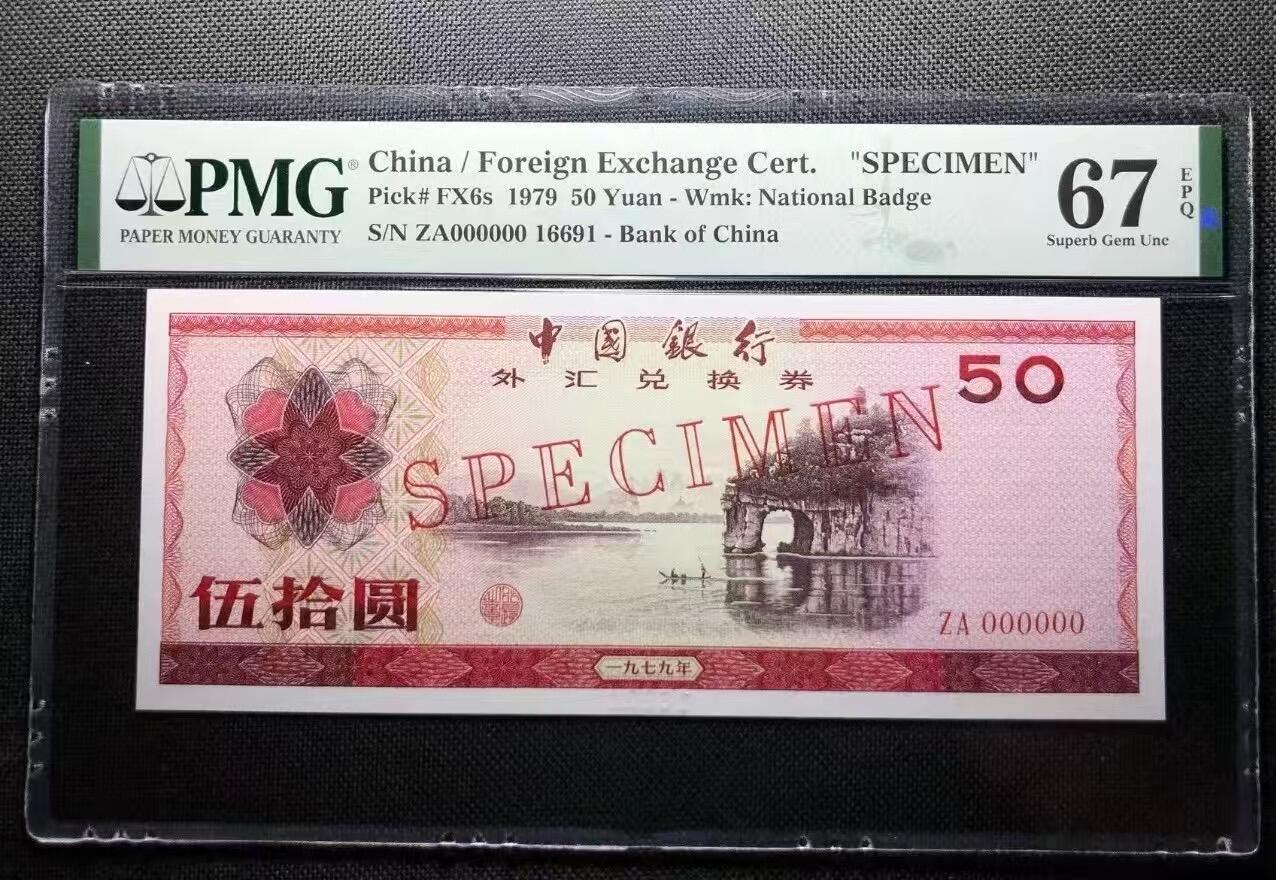 PMG®
PAPER MONEY GUARANTY
China / Foreign Exchange Cert. "SPECIMEN"
Pick# FX6s 1979 50 Yuan - Wmk: National Badge
S/N ZA000000 16691 - Bank of China
67
Superb Gem Unc
EPQ
中國銀行
外汇兑换券
50
SPECIMEN
伍拾圆
ZA 000000
一九七九年